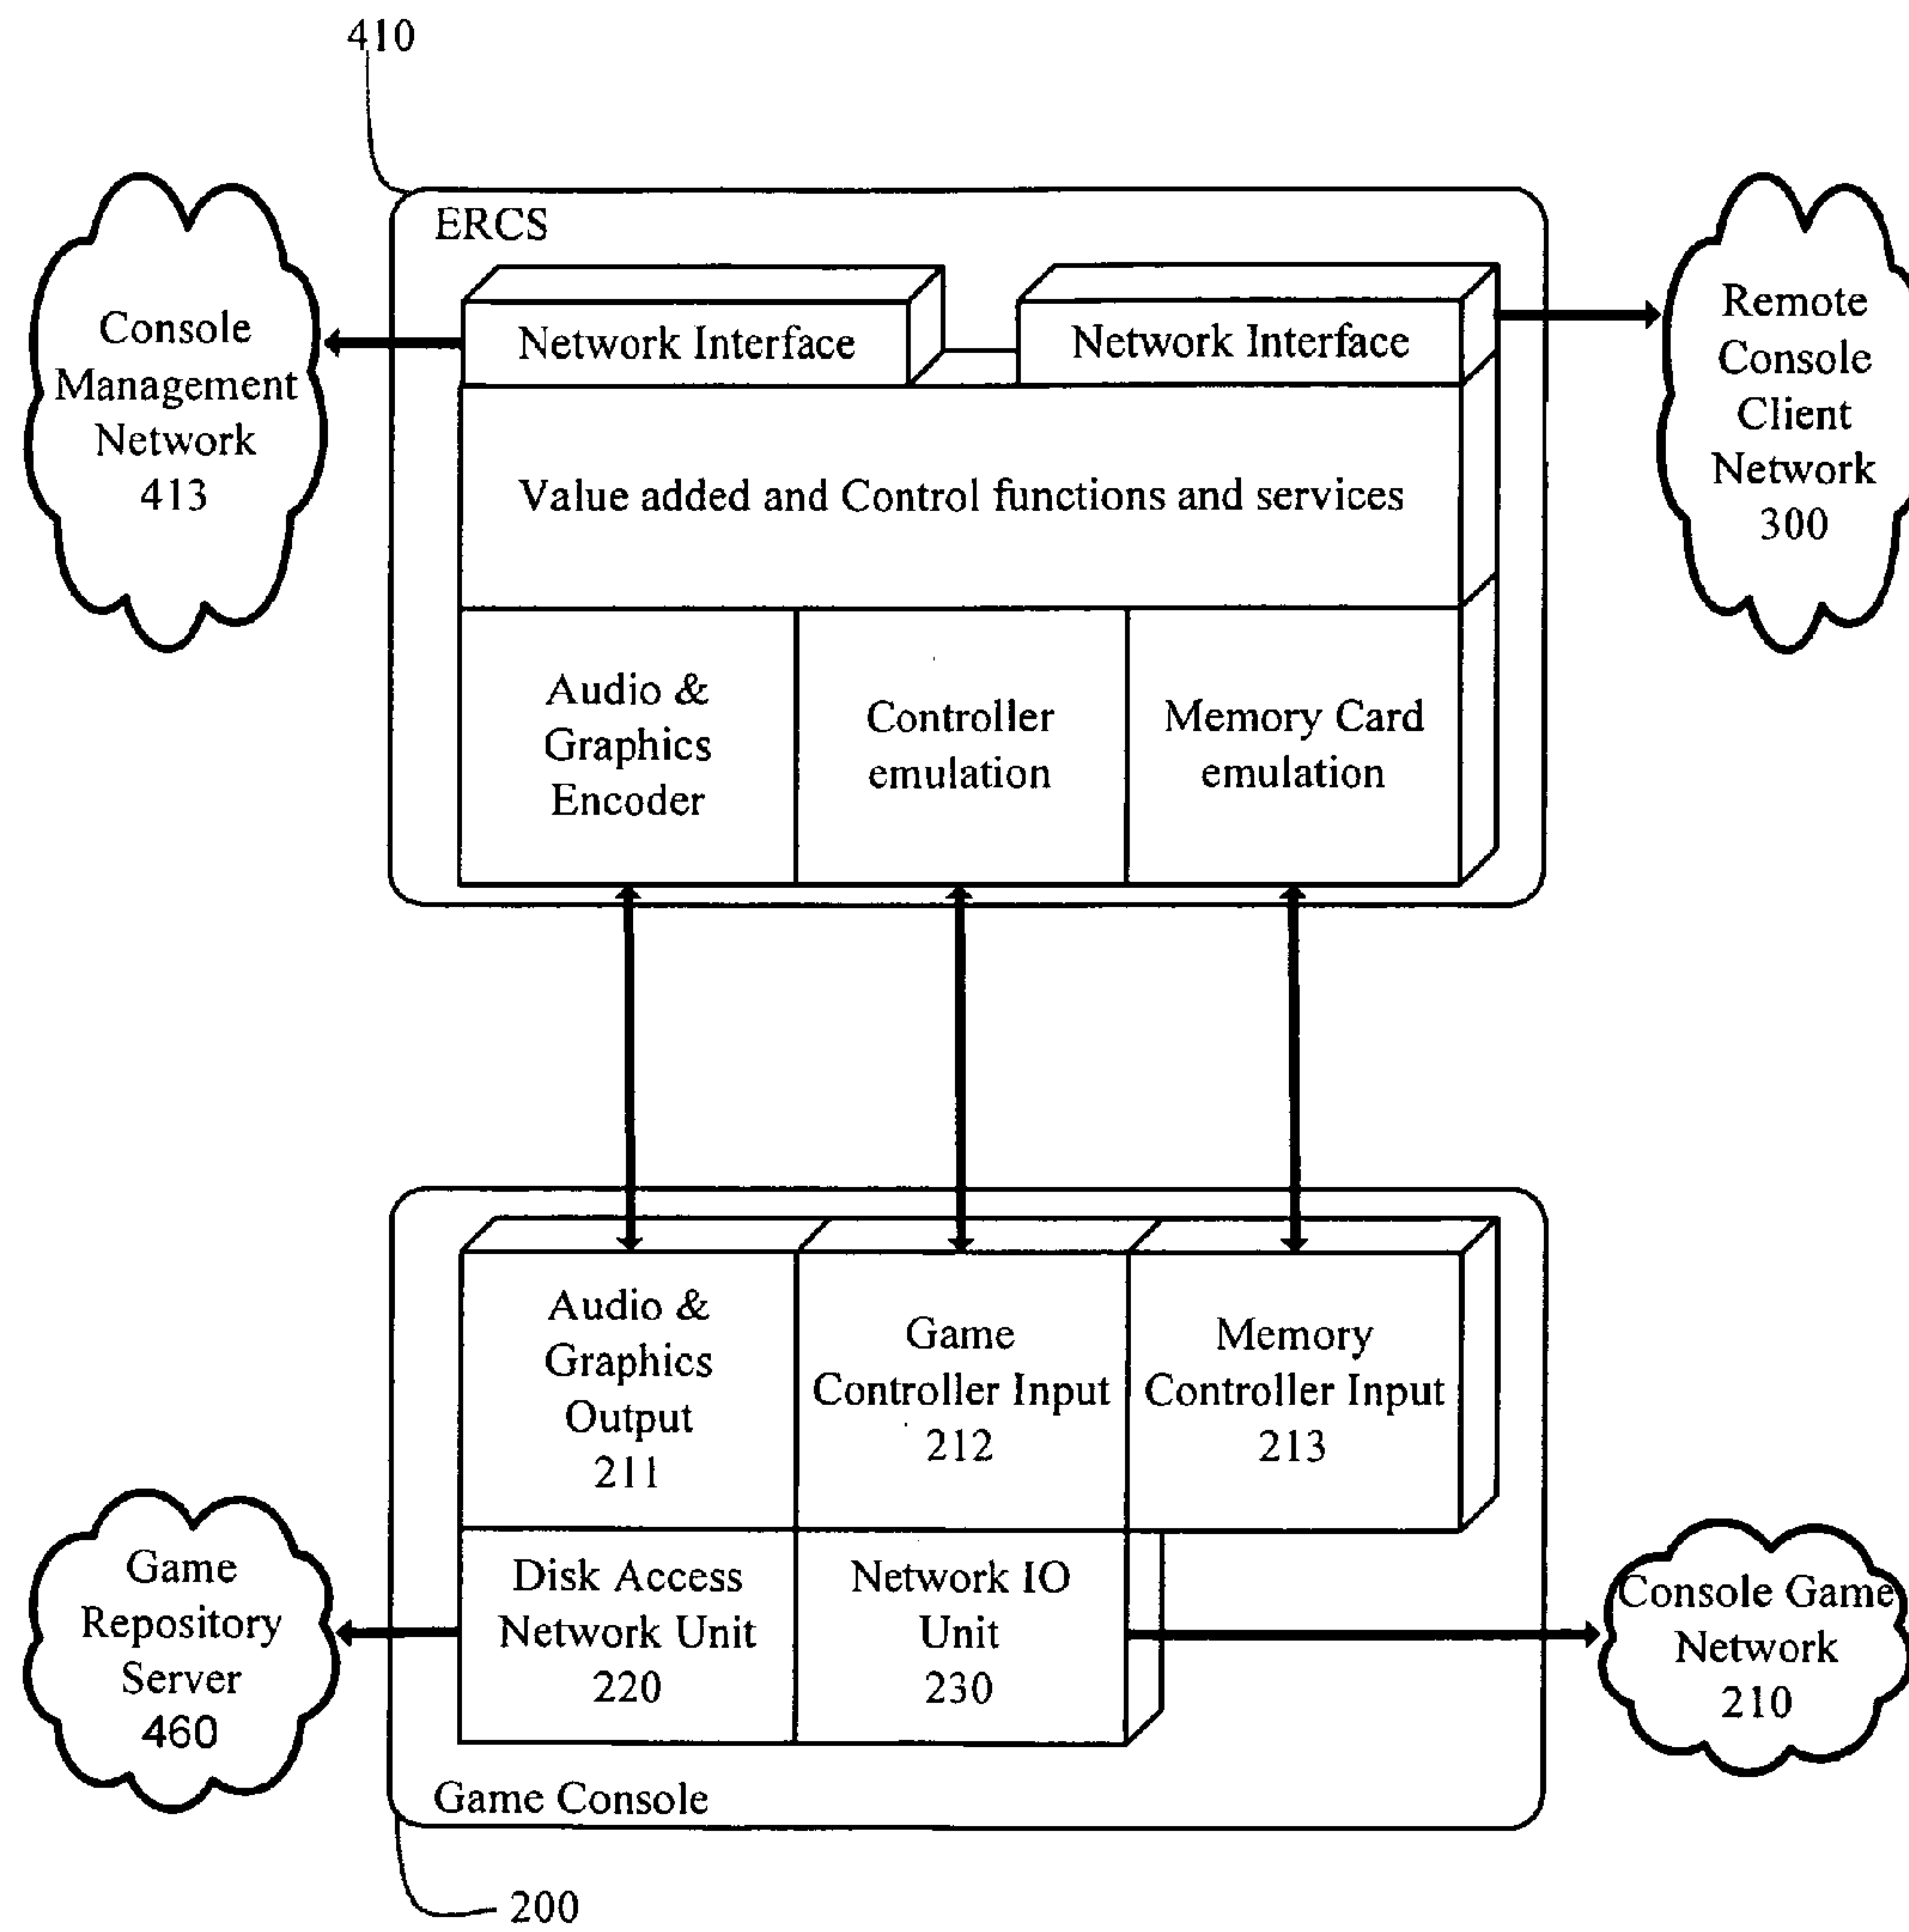 410
ERCS
Console
Management
Network
413
Network Interface
Network Interface
Remote
Console
Client
Network
300
Value added and Control functions and services
Audio &
Graphics
Encoder
Controller
emulation
Memory Card
emulation
Audio &
Graphics
Output
211
Game
Controller Input
212
Memory
Controller Input
213
Game
Repository
Server
460
Disk Access
Network Unit
220
Network IO
Unit
230
Console Game
Network
210
Game Console
200